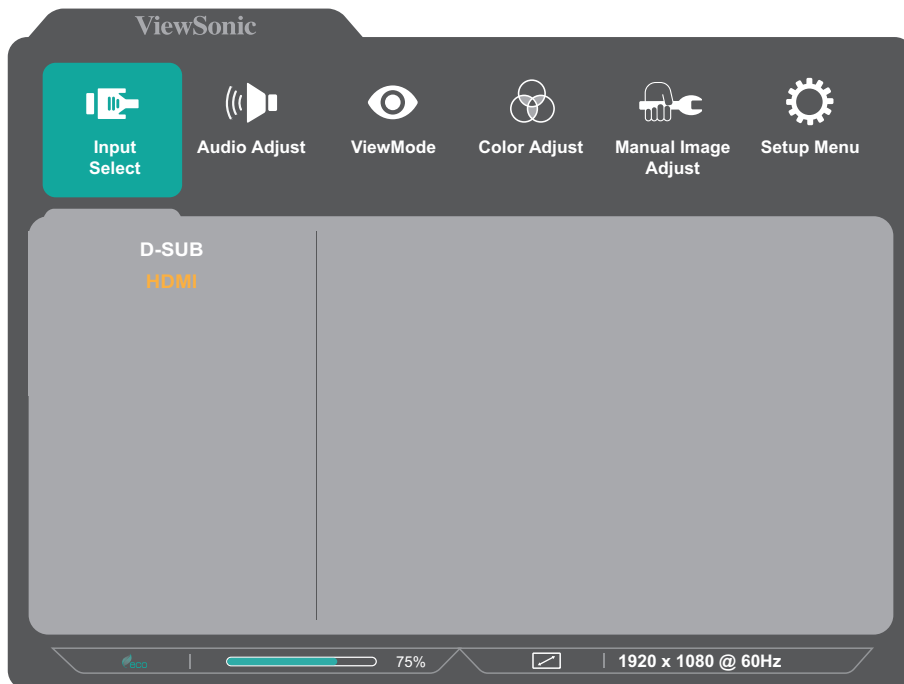 ViewSonic
Input
Select
Audio Adjust
ViewMode
Color Adjust
Manual Image
Adjust
Setup Menu
D-SUB
HDMI
ECO
75%
1920 x 1080 @ 60Hz